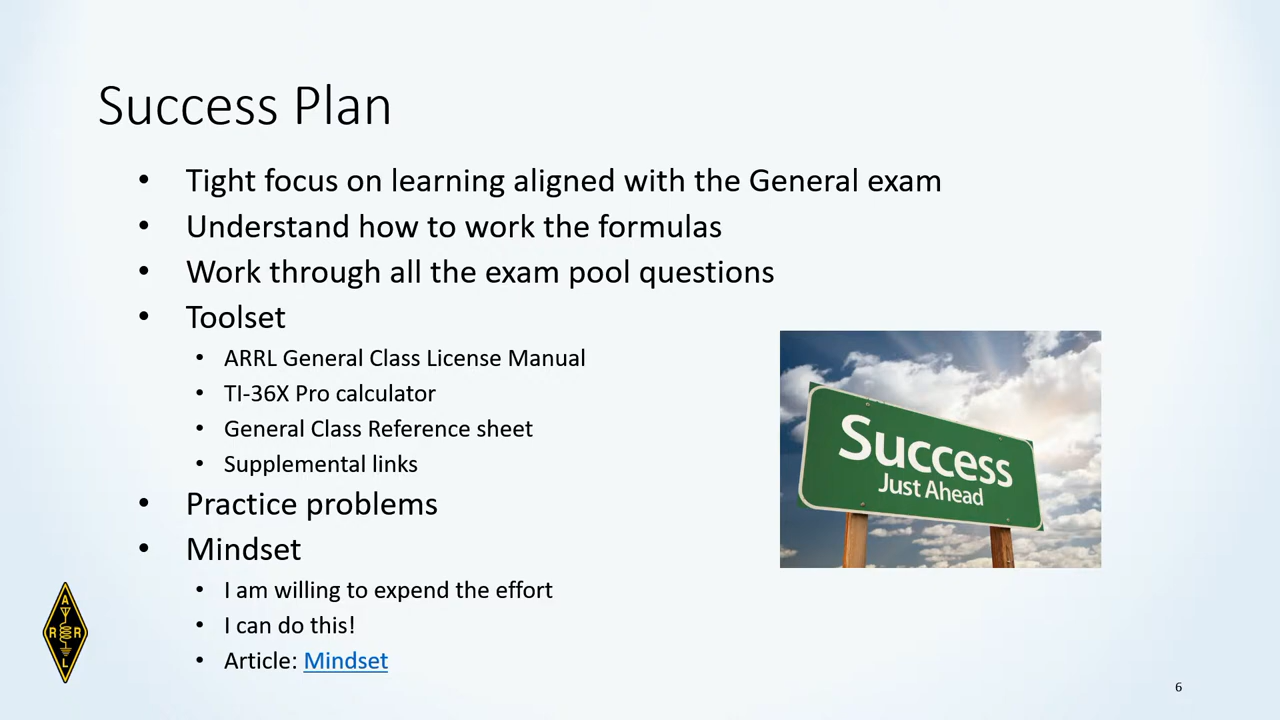 Success Plan
• Tight focus on learning aligned with the General exam
• Understand how to work the formulas
• Work through all the exam pool questions
• Toolset
• ARRL General Class License Manual
• TI-36X Pro calculator
• General Class Reference sheet
• Supplemental links
• Practice problems
• Mindset
• I am willing to expend the effort
• I can do this!
• Article: Mindset
Success
Just Ahead
A
R R
L
6